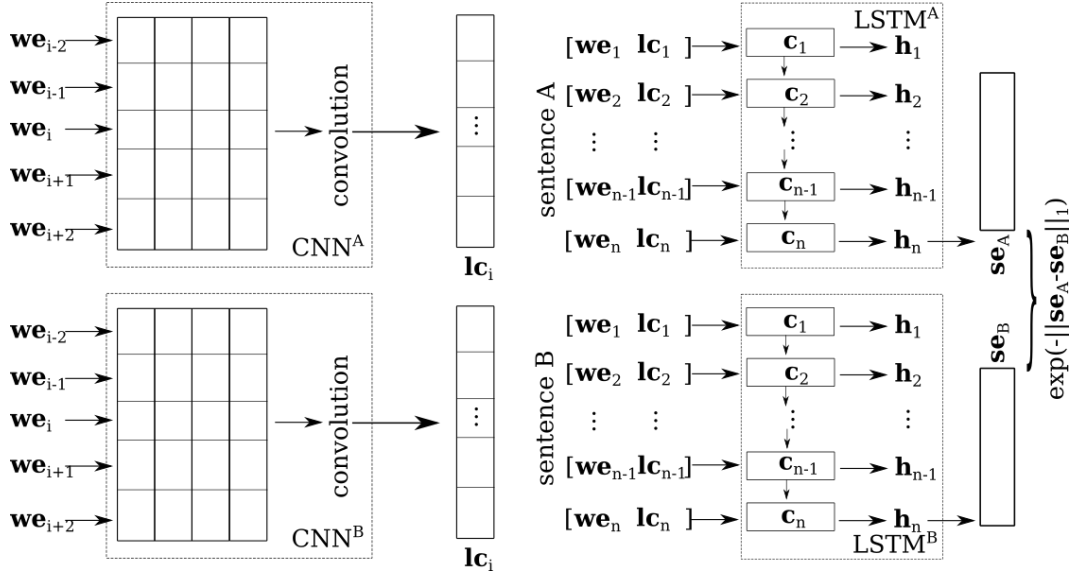 we_{i-2}
we_{i-1}
we_i
we_{i+1}
we_{i+2}
convolution
CNN^A
⋮
lc_i
sentence A
LSTM^A
[we_1 lc_1 ] c_1 h_1
[we_2 lc_2 ] c_2 h_2
⋮ ⋮ ⋮ ⋮
[we_{n-1} lc_{n-1}] c_{n-1} h_{n-1}
[we_n lc_n ] c_n h_n
se_A
we_{i-2}
we_{i-1}
we_i
we_{i+1}
we_{i+2}
convolution
CNN^B
⋮
lc_i
sentence B
[we_1 lc_1 ] c_1 h_1
[we_2 lc_2 ] c_2 h_2
⋮ ⋮ ⋮ ⋮
[we_{n-1} lc_{n-1}] c_{n-1} h_{n-1}
[we_n lc_n ] c_n h_n
LSTM^B
se_B
exp(-||se_A-se_B||_1)